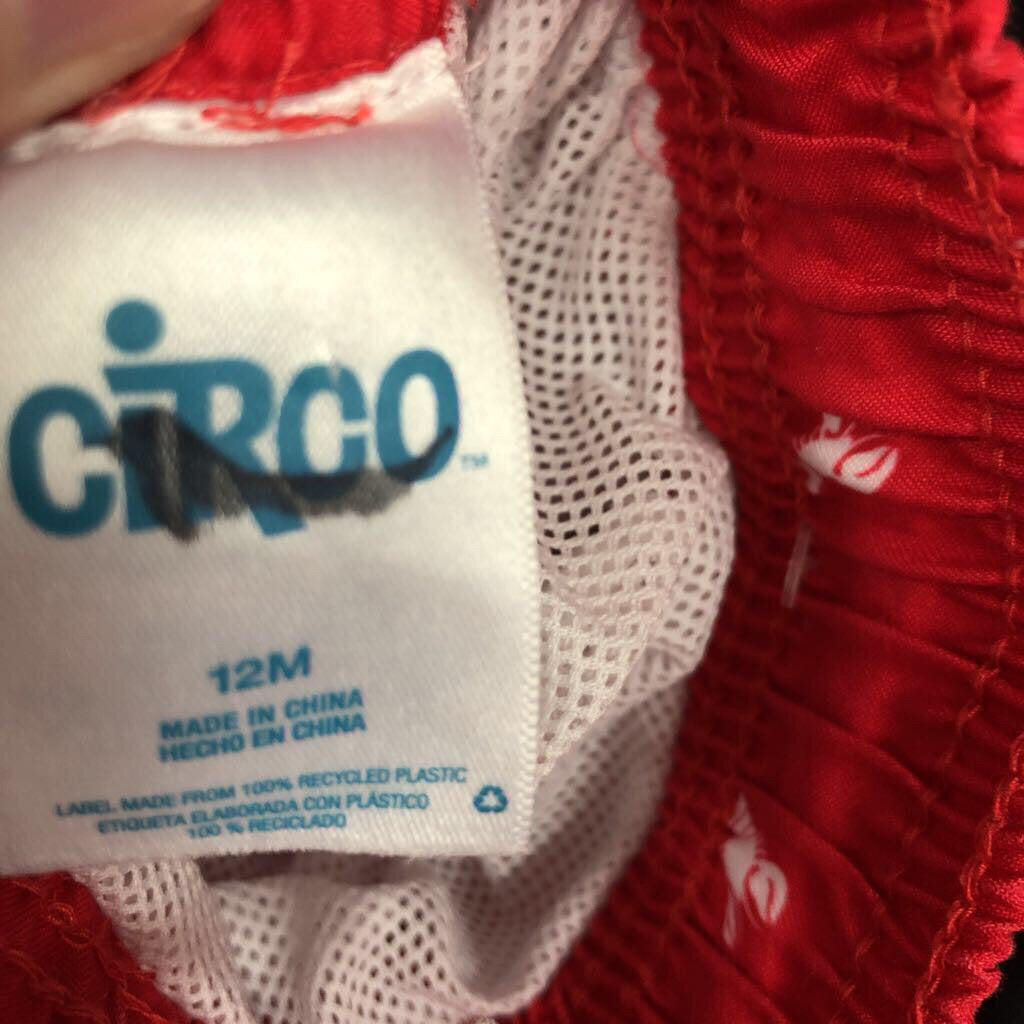 CiRCO™
12M
MADE IN CHINA
HECHO EN CHINA
LABEL MADE FROM 100% RECYCLED PLASTIC
ETIQUETA ELABORADA CON PLÁSTICO
100 % RECICLADO